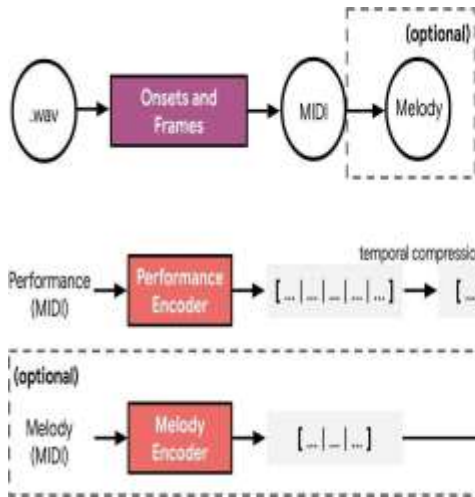 (optional)
.wav
Onsets and
Frames
MIDI
Melody
temporal compressio
Performance
(MIDI)
Performance
Encoder
[ ... | ... | ... | ... | ... ]
[ ...
(optional)
Melody
(MIDI)
Melody
Encoder
[ ... | ... | ... ]